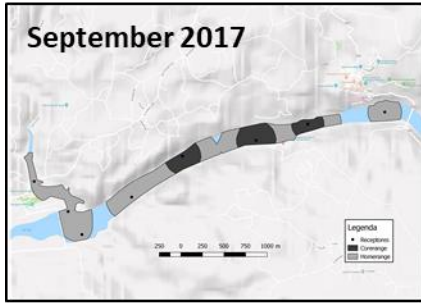 September 2017
Legenda
Receptores
Corerange
Homerange
250 0 250 500 750 1000 m